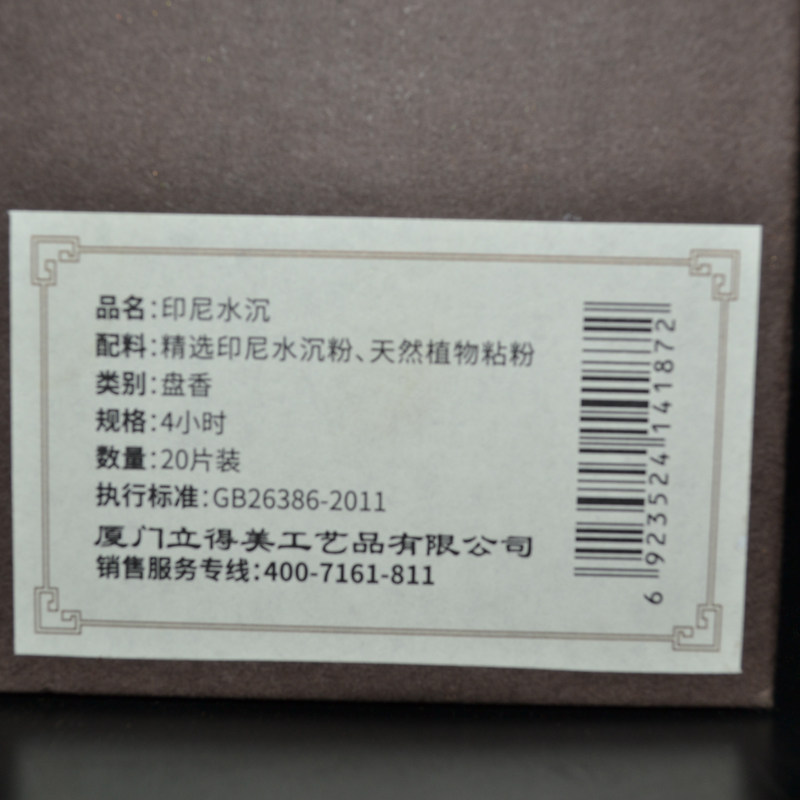 品名：印尼水沉
配料：精选印尼水沉粉、天然植物粘粉
类别：盘香
规格：4小时
数量：20片装
执行标准：GB26386-2011
厦门立得美工艺品有限公司
销售服务专线：400-7161-811
6 923524 141872